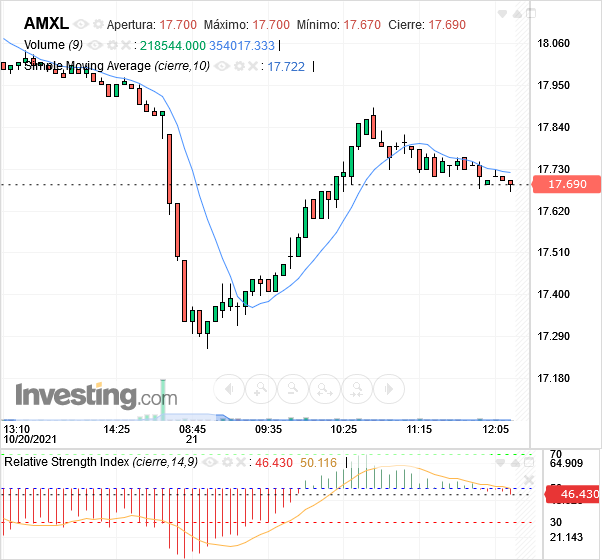 AMXL Apertura: 17.700 Máximo: 17.700 Mínimo: 17.670 Cierre: 17.690
Volume (9) : 218544.000 354017.333
Simple Moving Average (cierre,10) : 17.722
18.060
17.950
17.840
17.730
17.690
17.620
17.510
17.400
17.290
17.180
Investing.com
13:10 14:25 08:45 09:35 10:25 11:15 12:05
10/20/2021 21
Relative Strength Index (cierre,14,9) : 46.430 50.116
70
64.909
46.430
30
21.143